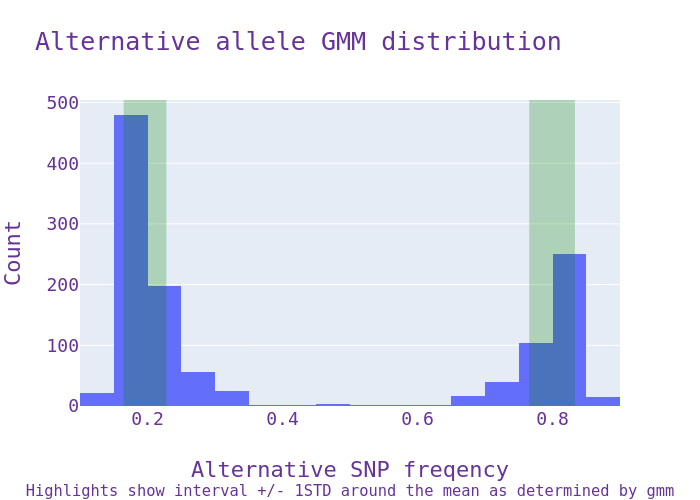 Alternative allele GMM distribution
500
400
300
200
100
0
Count
0.2 0.4 0.6 0.8
Alternative SNP freqency
Highlights show interval +/- 1STD around the mean as determined by gmm